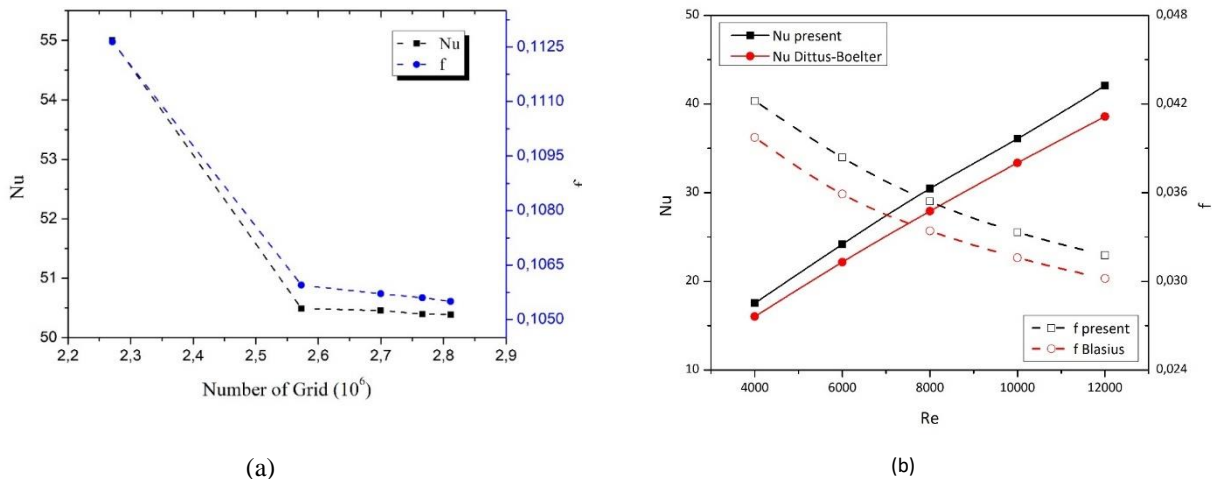 55
54
53
52
51
50
Nu
2,2
2,3
2,4
2,5
2,6
2,7
2,8
2,9
Number of Grid (10⁶)
0,1125
0,1110
0,1095
0,1080
0,1065
0,1050
f
Nu
f
(a)
50
40
30
20
10
Nu
4000
6000
8000
10000
12000
Re
0,048
0,042
0,036
0,030
0,024
f
Nu present
Nu Dittus-Boelter
f present
f Blasius
(b)